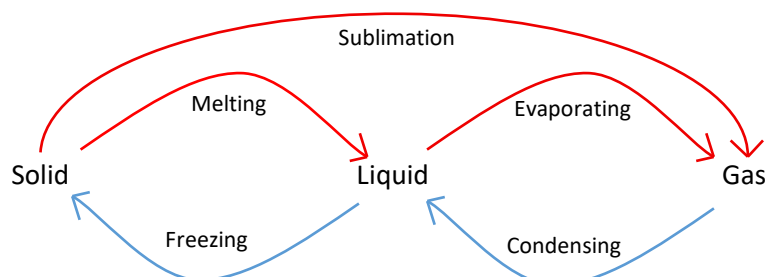 Sublimation
Melting
Evaporating
Solid
Liquid
Gas
Freezing
Condensing